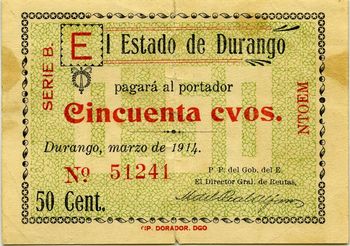 El Estado de Durango
SERIE B.
pagará al portador
Cincuenta cvos.
NTOEM
Durango, marzo de 1914.
No. 51241
P P. del Gob. del E.
El Director Gral. de Rentas,
50 Cent.
DORADOR. DGO